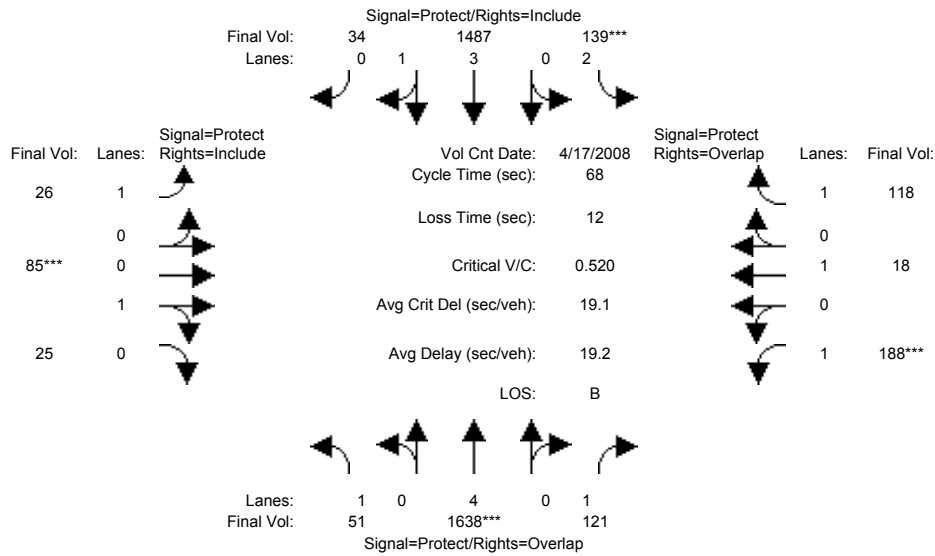 Signal=Protect/Rights=Include
Final Vol: 34 1487 139***
Lanes: 0 1 3 0 2
Signal=Protect
Final Vol: Lanes: Rights=Include
Vol Cnt Date: 4/17/2008
Signal=Protect
Rights=Overlap Lanes: Final Vol:
Cycle Time (sec): 68
26 1
1 118
Loss Time (sec): 12
0
0
85*** 0
Critical V/C: 0.520
1 18
1
Avg Crit Del (sec/veh): 19.1
0
25 0
Avg Delay (sec/veh): 19.2
1 188***
LOS: B
Lanes: 1 0 4 0 1
Final Vol: 51 1638*** 121
Signal=Protect/Rights=Overlap